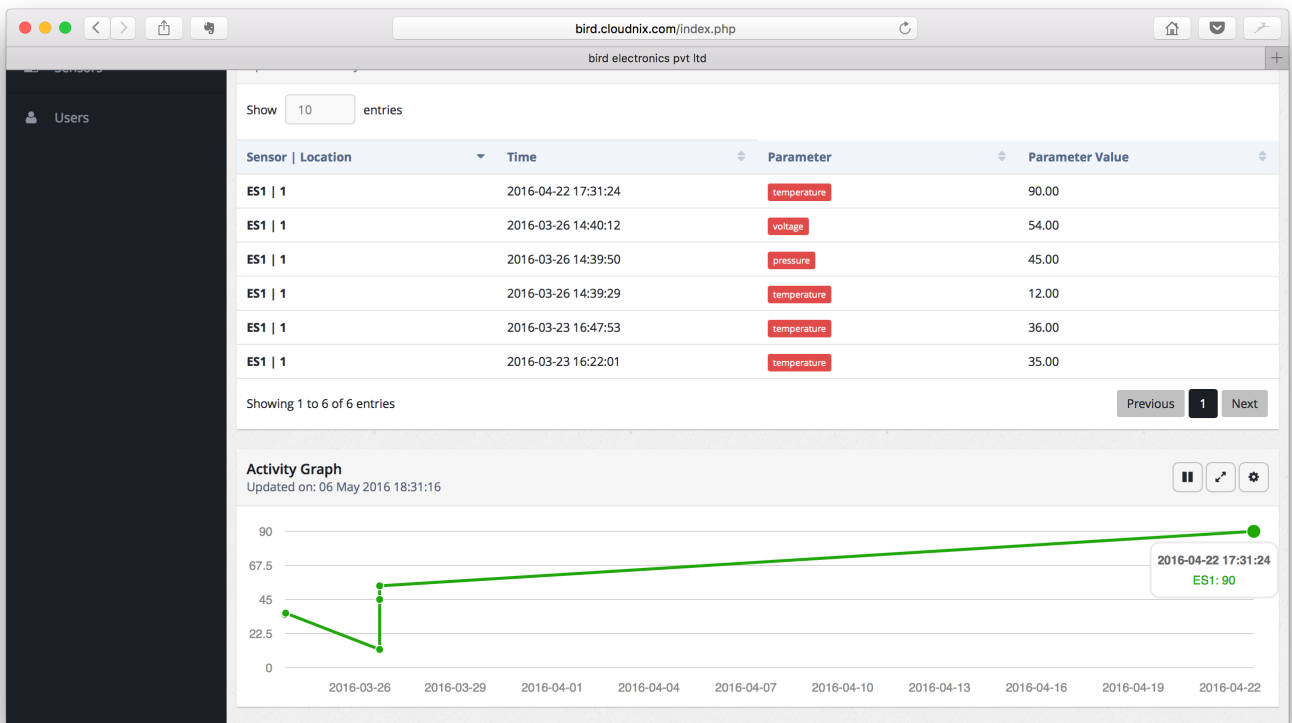 bird.cloudnix.com/index.php
bird electronics pvt ltd
Sensors
Users
Show 10 entries
Sensor | Location Time Parameter Parameter Value
ES1 | 1 2016-04-22 17:31:24 temperature 90.00
ES1 | 1 2016-03-26 14:40:12 voltage 54.00
ES1 | 1 2016-03-26 14:39:50 pressure 45.00
ES1 | 1 2016-03-26 14:39:29 temperature 12.00
ES1 | 1 2016-03-23 16:47:53 temperature 36.00
ES1 | 1 2016-03-23 16:22:01 temperature 35.00
Showing 1 to 6 of 6 entries Previous 1 Next
Activity Graph
Updated on: 06 May 2016 18:31:16
90
67.5
2016-04-22 17:31:24
ES1: 90
45
22.5
0
2016-03-26 2016-03-29 2016-04-01 2016-04-04 2016-04-07 2016-04-10 2016-04-13 2016-04-16 2016-04-19 2016-04-22